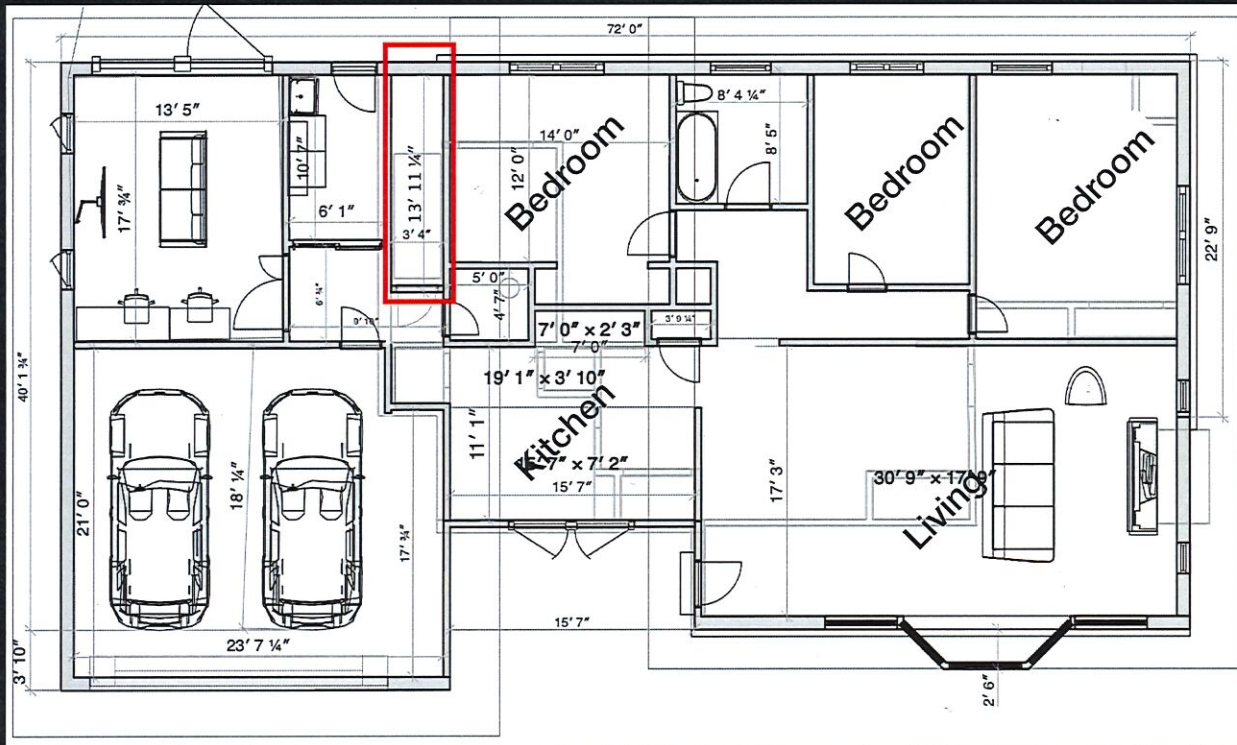 72' 0"
13' 5"
8' 4 ¼"
14' 0"
10' 7"
12' 0"
Bedroom
8' 5"
Bedroom
Bedroom
17' ¾"
13' 11 ¼"
6' 1"
3' 4"
22' 9"
5' 0"
4' 7"
6' ¾"
9' 10"
7' 0" × 2' 3"
3' 9 ¼"
7' 0"
40' 1 ¾"
19' 1" × 3' 10"
11' 1"
Kitchen
7" × 7' 2"
15' 7"
18' ¼"
21' 0"
17' 3"
30' 9" × 17' 9"
Living
17' ¾"
15' 7"
23' 7 ¼"
3' 10"
2' 6"